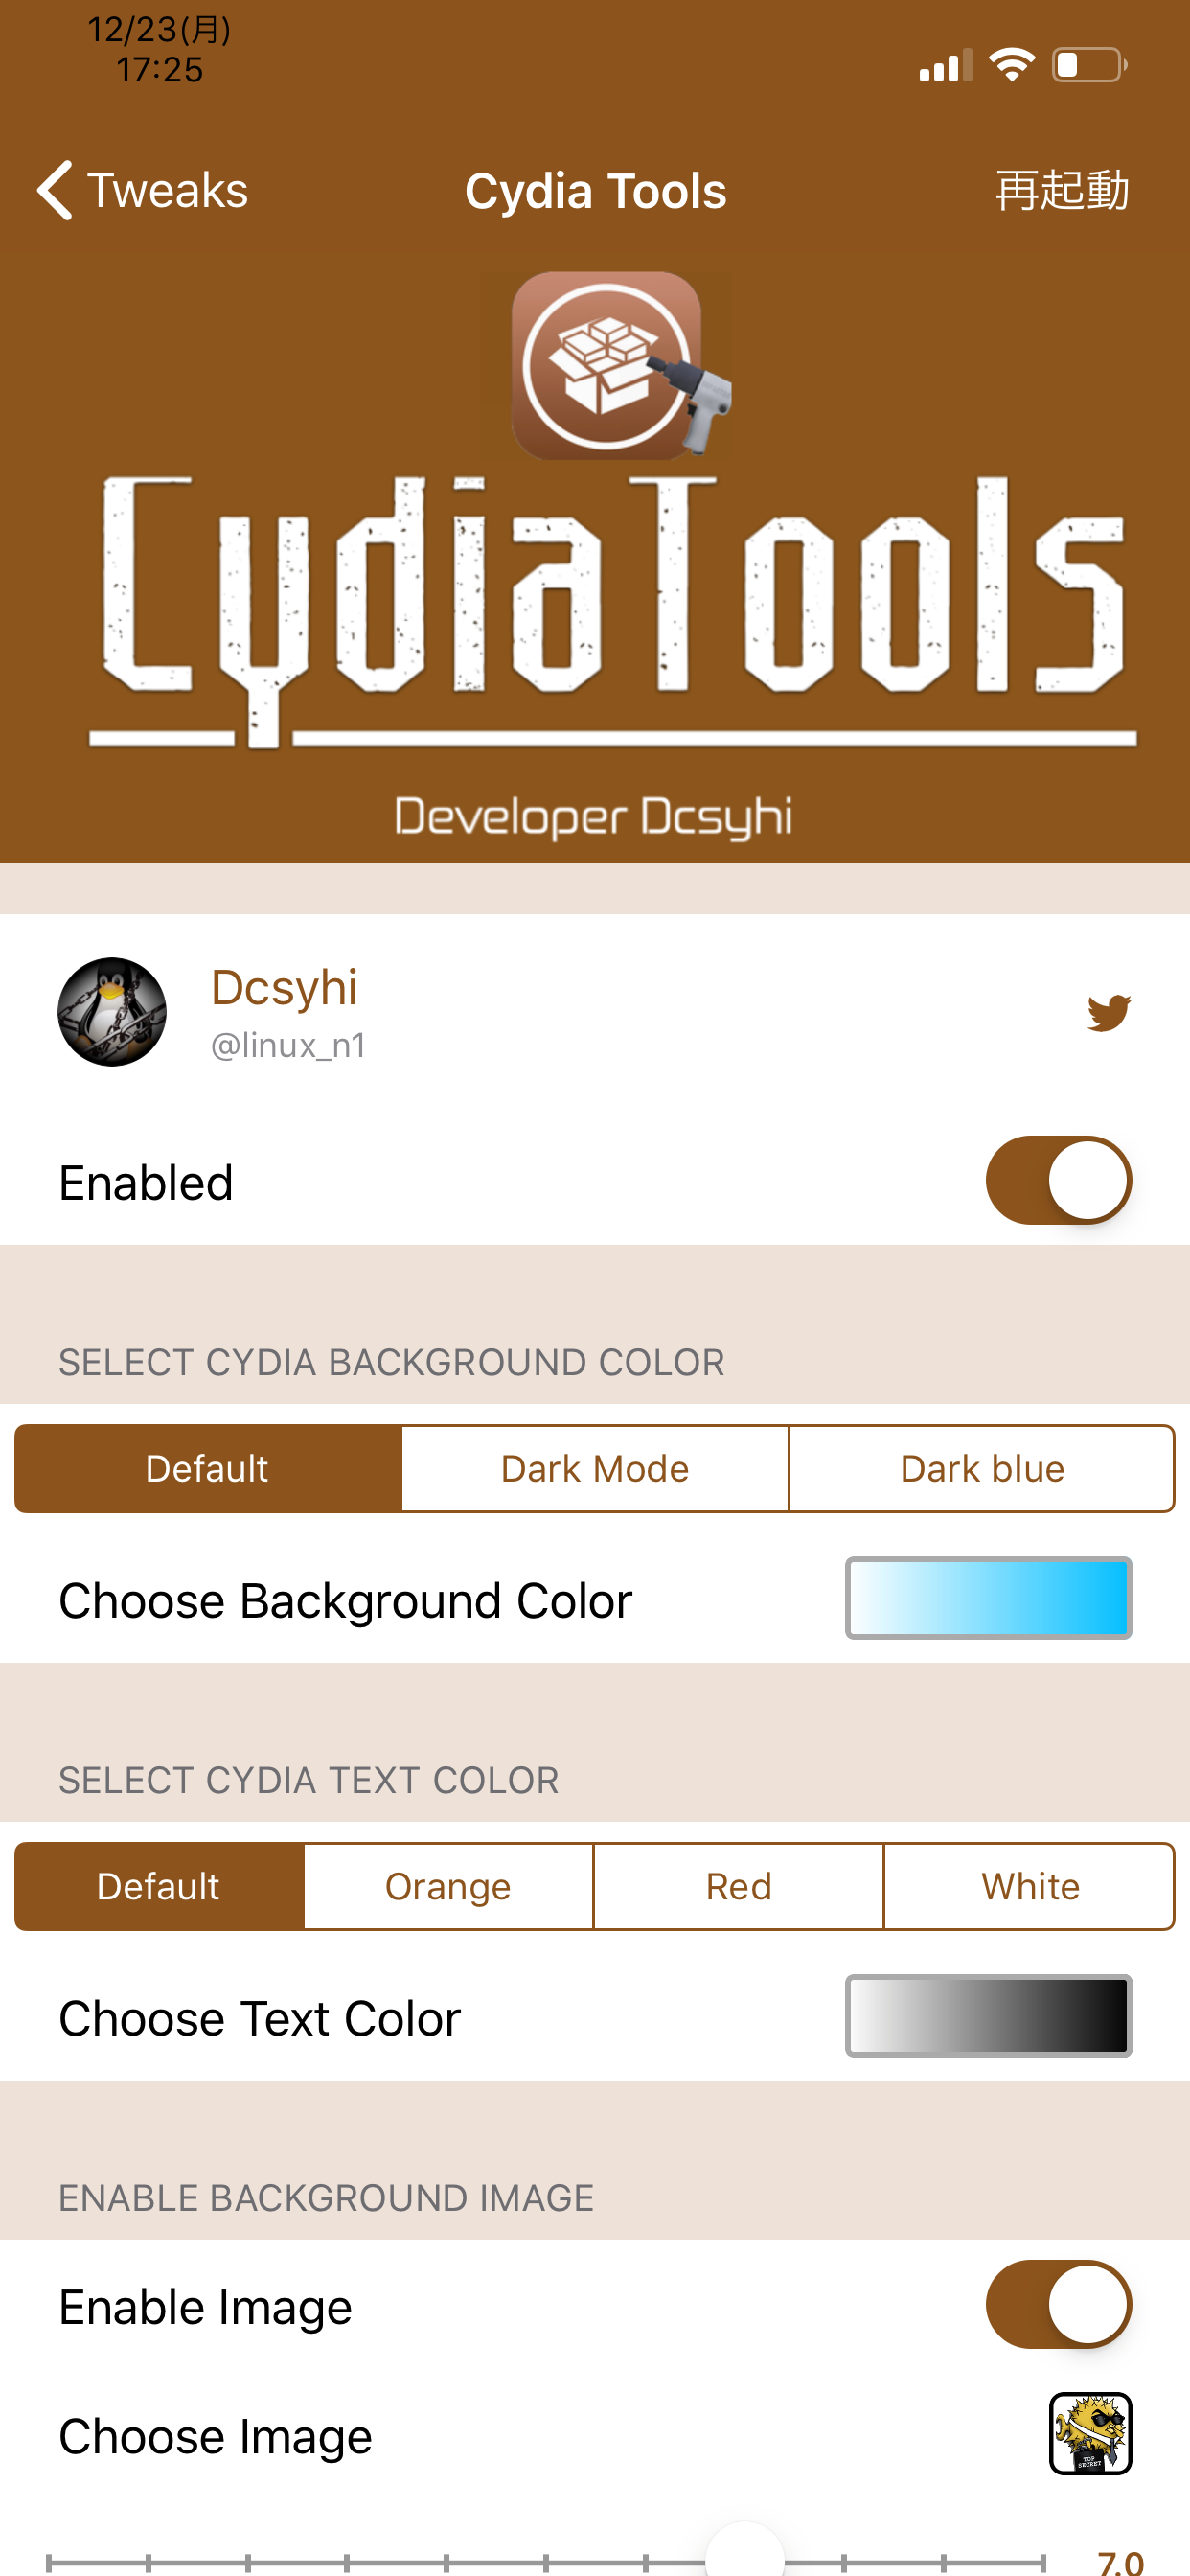 12/23(月)
17:25
Tweaks
Cydia Tools
再起動
CydiaTools
Developer Dcsyhi
Dcsyhi
@linux_n1
Enabled
SELECT CYDIA BACKGROUND COLOR
Default
Dark Mode
Dark blue
Choose Background Color
SELECT CYDIA TEXT COLOR
Default
Orange
Red
White
Choose Text Color
ENABLE BACKGROUND IMAGE
Enable Image
Choose Image
TOP
SECRET
7.0